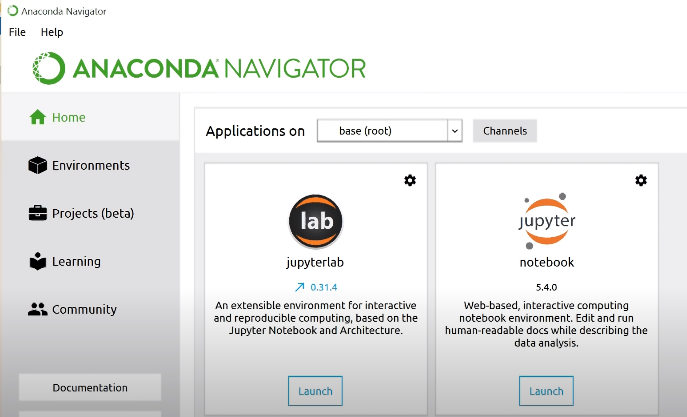 Anaconda Navigator
File Help
ANACONDA NAVIGATOR
Home
Environments
Projects (beta)
Learning
Community
Documentation
Applications on base (root) Channels
lab
jupyterlab
0.31.4
An extensible environment for interactive
and reproducible computing, based on the
Jupyter Notebook and Architecture.
Launch
jupyter
notebook
5.4.0
Web-based, interactive computing
notebook environment. Edit and run
human-readable docs while describing the
data analysis.
Launch